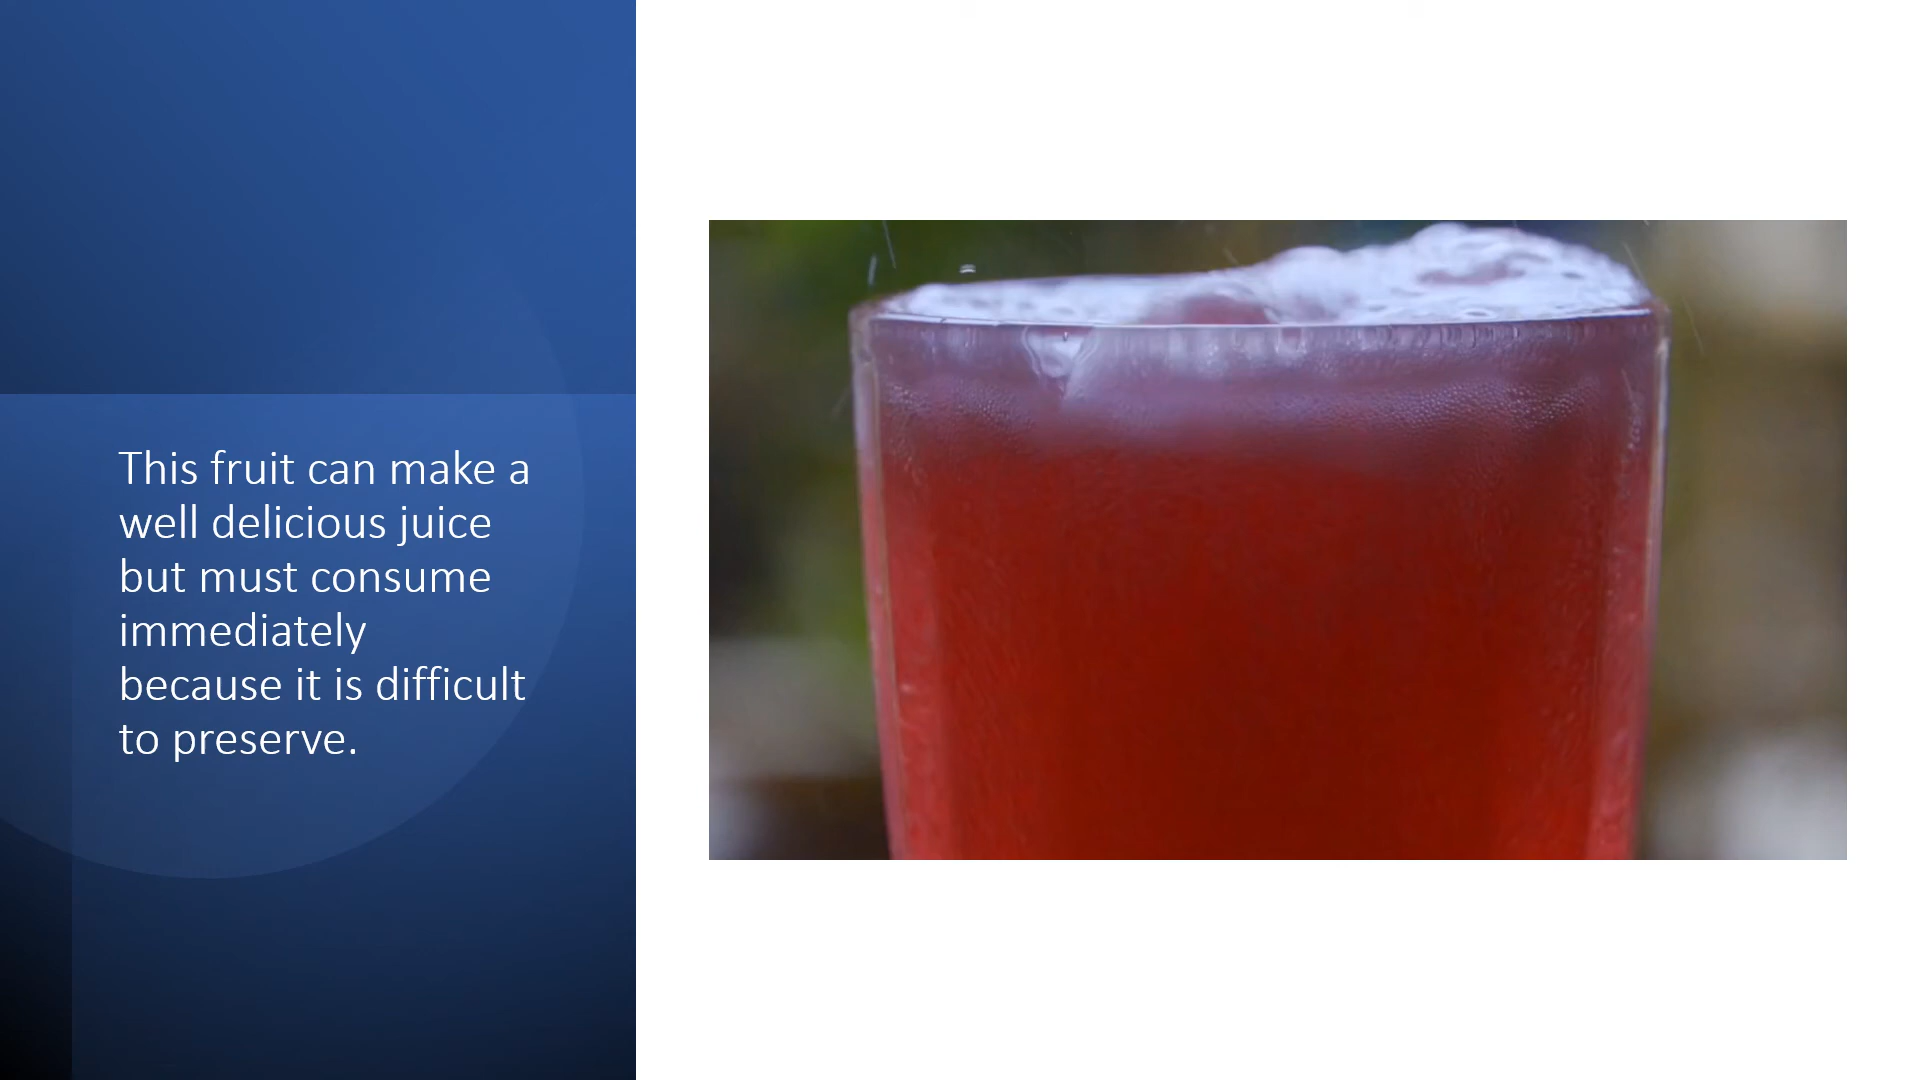 This fruit can make a
well delicious juice
but must consume
immediately
because it is difficult
to preserve.